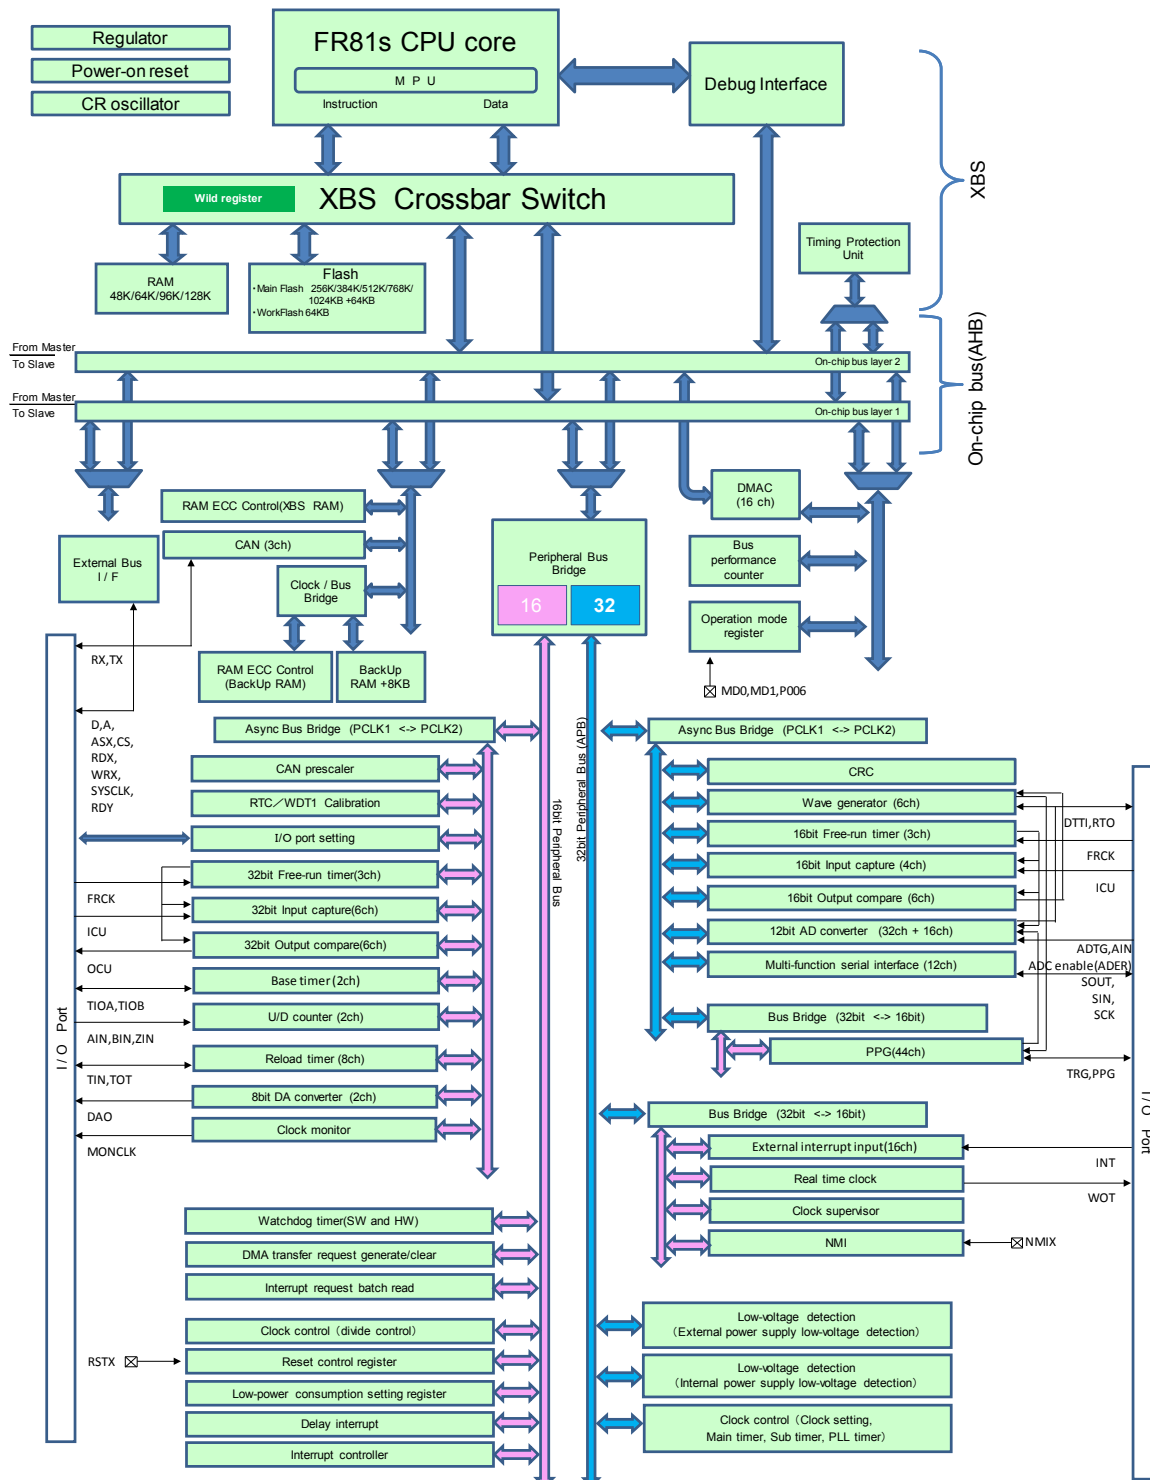 Regulator
Power-on reset
CR oscillator
FR81s CPU core
M P U
Instruction
Data
Debug Interface
XBS
Wild register
XBS Crossbar Switch
Timing Protection
Unit
RAM
48K/64K/96K/128K
Flash
・Main Flash 256K/384K/512K/768K/
1024KB +64KB
・WorkFlash 64KB
On-chip bus(AHB)
From Master
To Slave
On-chip bus layer 2
From Master
To Slave
On-chip bus layer 1
RAM ECC Control(XBS RAM)
CAN (3ch)
External Bus
I / F
Clock / Bus
Bridge
RAM ECC Control
(BackUp RAM)
BackUp
RAM +8KB
Peripheral Bus
Bridge
16
32
DMAC
(16 ch)
Bus
performance
counter
Operation mode
register
MD0,MD1,P006
RX,TX
D,A,
ASX,CS,
RDX,
WRX,
SYSCLK,
RDY
I / O Port
Async Bus Bridge (PCLK1 <-> PCLK2)
CAN prescaler
RTC／WDT1 Calibration
I/O port setting
32bit Free-run timer(3ch)
FRCK
32bit Input capture(6ch)
ICU
32bit Output compare(6ch)
OCU
Base timer (2ch)
TIOA,TIOB
U/D counter (2ch)
AIN,BIN,ZIN
Reload timer (8ch)
TIN,TOT
8bit DA converter (2ch)
DAO
Clock monitor
MONCLK
16bit Peripheral Bus
32bit Peripheral Bus (APB)
Watchdog timer(SW and HW)
DMA transfer request generate/clear
Interrupt request batch read
Clock control（divide control）
RSTX
Reset control register
Low-power consumption setting register
Delay interrupt
Interrupt controller
Async Bus Bridge (PCLK1 <-> PCLK2)
CRC
Wave generator (6ch)
DTTI,RTO
16bit Free-run timer (3ch)
FRCK
16bit Input capture (4ch)
ICU
16bit Output compare (6ch)
12bit AD converter (32ch + 16ch)
ADTG,AIN
ADC enable(ADER)
Multi-function serial interface (12ch)
SOUT,
SIN,
SCK
Bus Bridge (32bit <-> 16bit)
PPG(44ch)
TRG,PPG
I / O Port
Bus Bridge (32bit <-> 16bit)
External interrupt input(16ch)
INT
Real time clock
WOT
Clock supervisor
NMI
NMIX
Low-voltage detection
（External power supply low-voltage detection）
Low-voltage detection
（Internal power supply low-voltage detection）
Clock control（Clock setting,
Main timer, Sub timer, PLL timer）